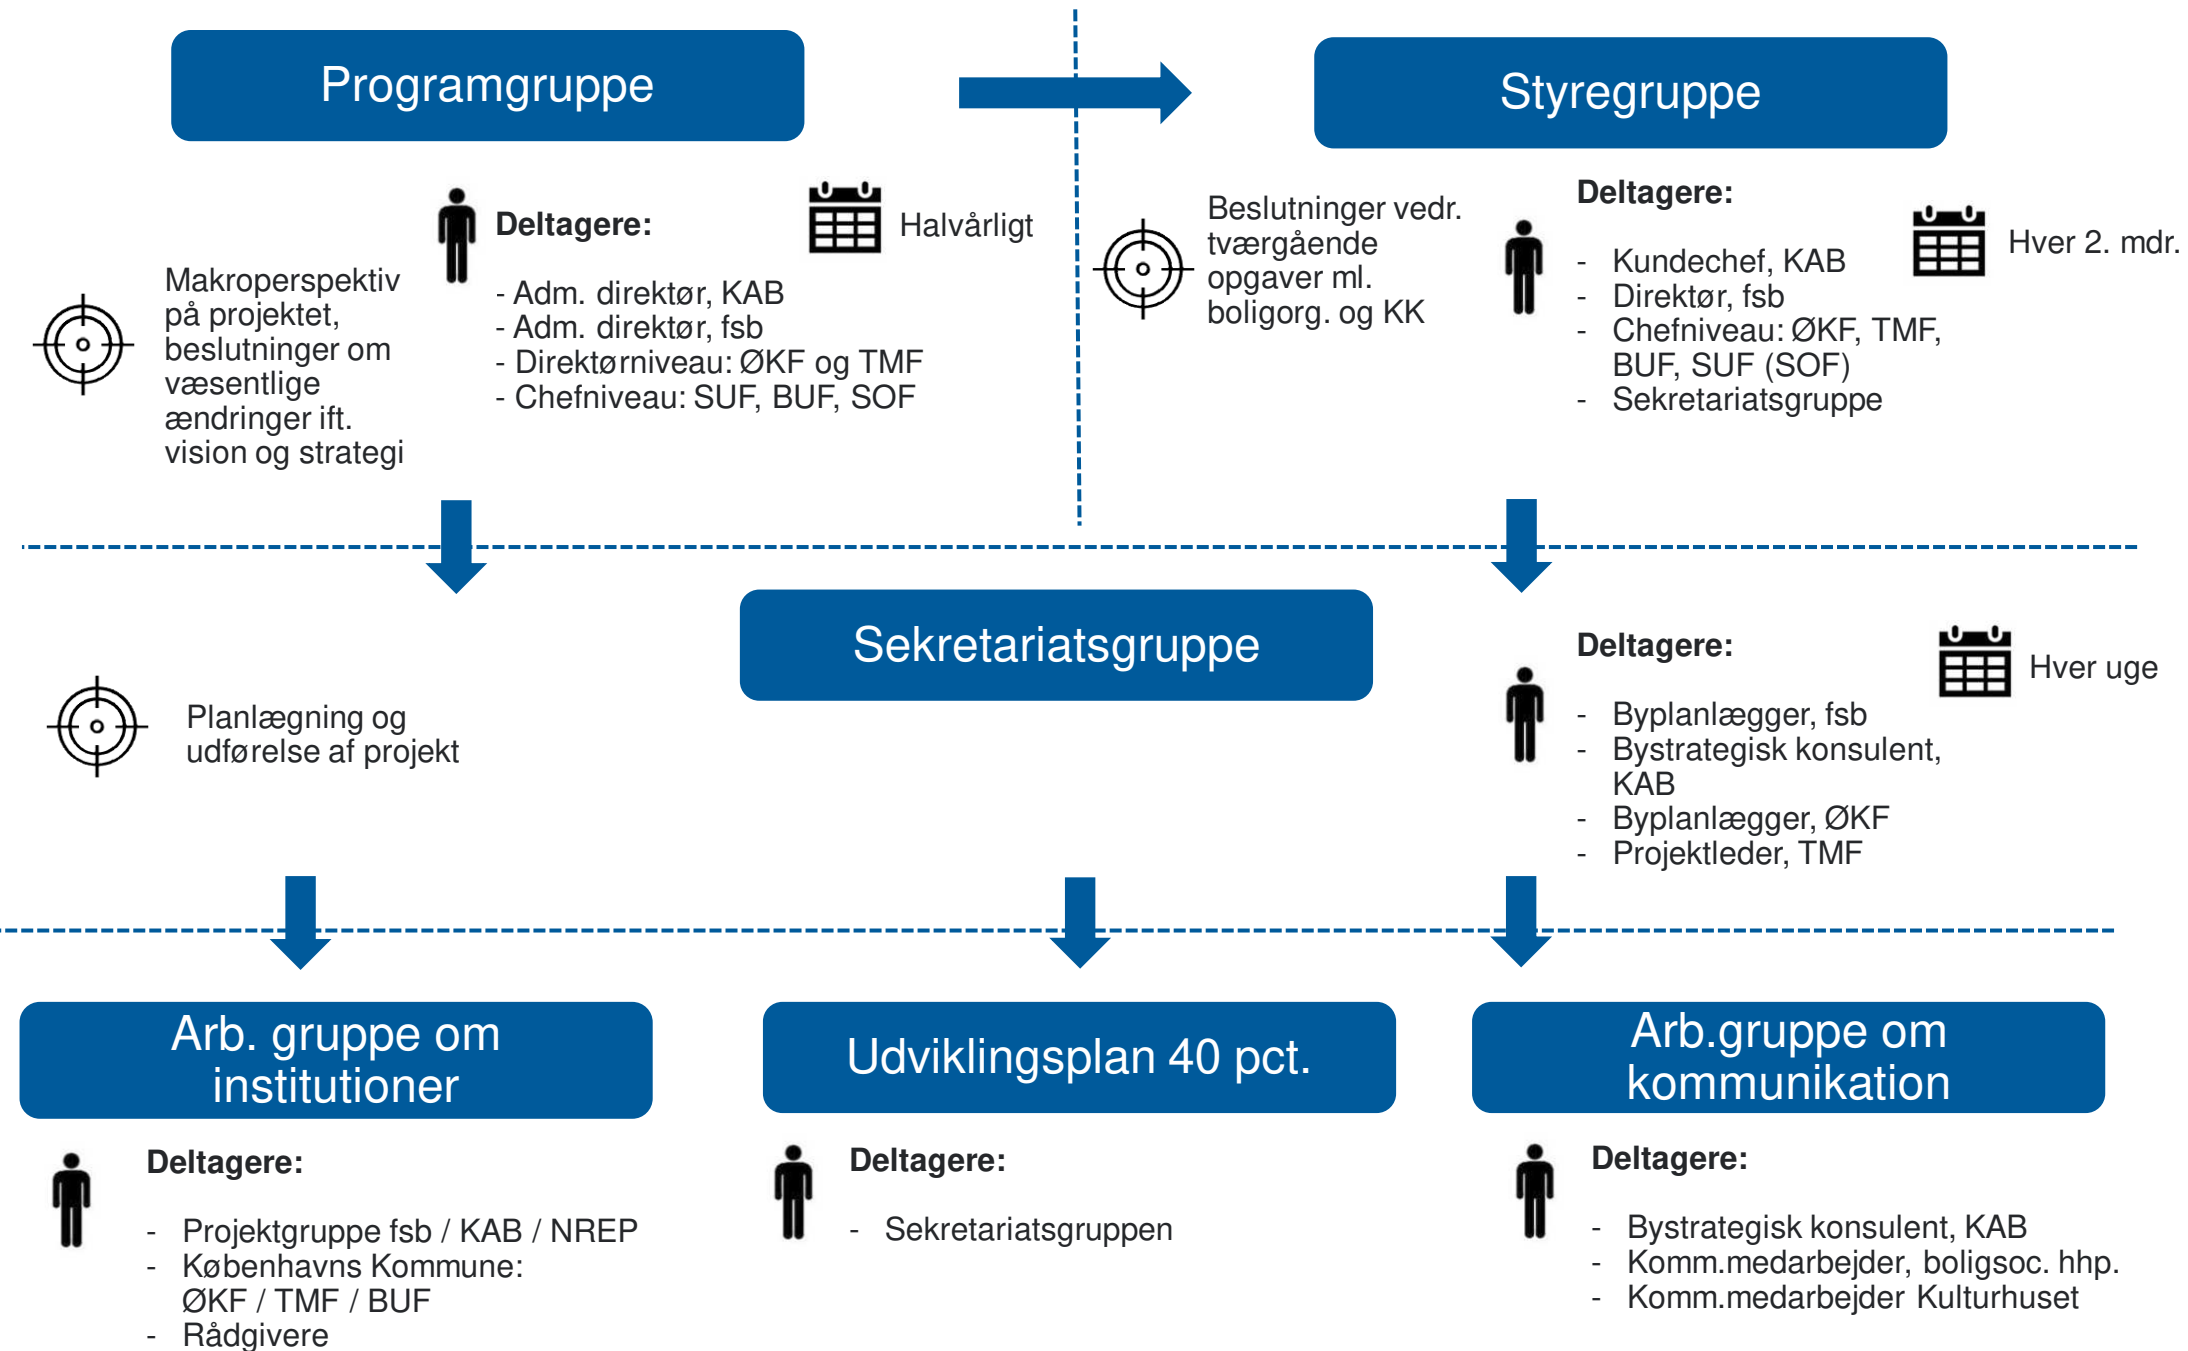 Programgruppe
Makroperspektiv
på projektet,
beslutninger om
væsentlige
ændringer ift.
vision og strategi
Deltagere:
- Adm. direktør, KAB
- Adm. direktør, fsb
- Direktørniveau: ØKF og TMF
- Chefniveau: SUF, BUF, SOF
Halvårligt
Styregruppe
Beslutninger vedr.
tværgående
opgaver ml.
boligorg. og KK
Deltagere:
- Kundechef, KAB
- Direktør, fsb
- Chefniveau: ØKF, TMF,
BUF, SUF (SOF)
- Sekretariatsgruppe
Hver 2. mdr.
Sekretariatsgruppe
Planlægning og
udførelse af projekt
Deltagere:
- Byplanlægger, fsb
- Bystrategisk konsulent,
KAB
- Byplanlægger, ØKF
- Projektleder, TMF
Hver uge
Arb. gruppe om
institutioner
Deltagere:
- Projektgruppe fsb / KAB / NREP
- Københavns Kommune:
ØKF / TMF / BUF
- Rådgivere
Udviklingsplan 40 pct.
Deltagere:
- Sekretariatsgruppen
Arb.gruppe om
kommunikation
Deltagere:
- Bystrategisk konsulent, KAB
- Komm.medarbejder, boligsoc. hhp.
- Komm.medarbejder Kulturhuset